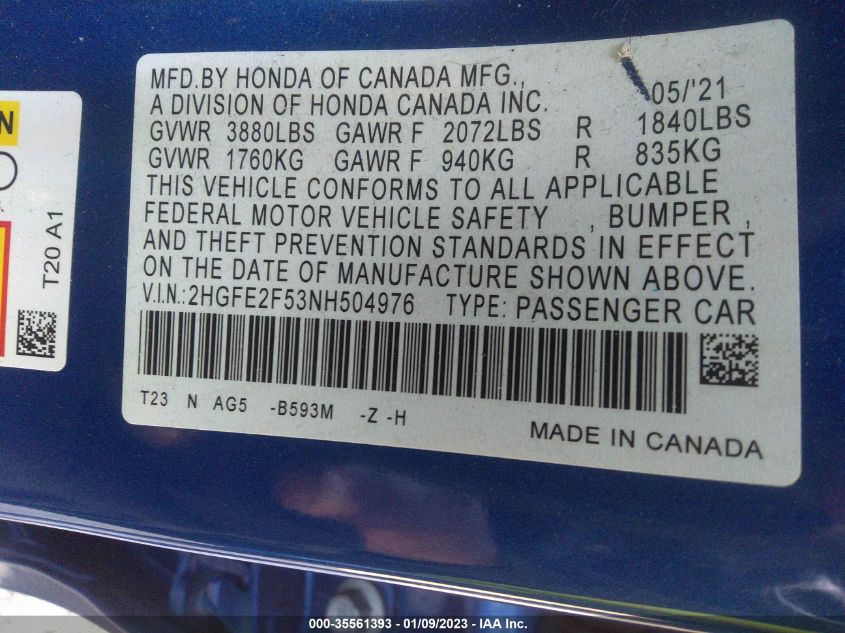 N
T20 A1
MFD.BY HONDA OF CANADA MFG., 05/'21
A DIVISION OF HONDA CANADA INC.
GVWR 3880LBS GAWR F 2072LBS R 1840LBS
GVWR 1760KG GAWR F 940KG R 835KG
THIS VEHICLE CONFORMS TO ALL APPLICABLE
FEDERAL MOTOR VEHICLE SAFETY , BUMPER ,
AND THEFT PREVENTION STANDARDS IN EFFECT
ON THE DATE OF MANUFACTURE SHOWN ABOVE.
V.I.N.:2HGFE2F53NH504976 TYPE: PASSENGER CAR
T23 N AG5 -B593M -Z -H
MADE IN CANADA
000-35561393 - 01/09/2023 - IAA Inc.